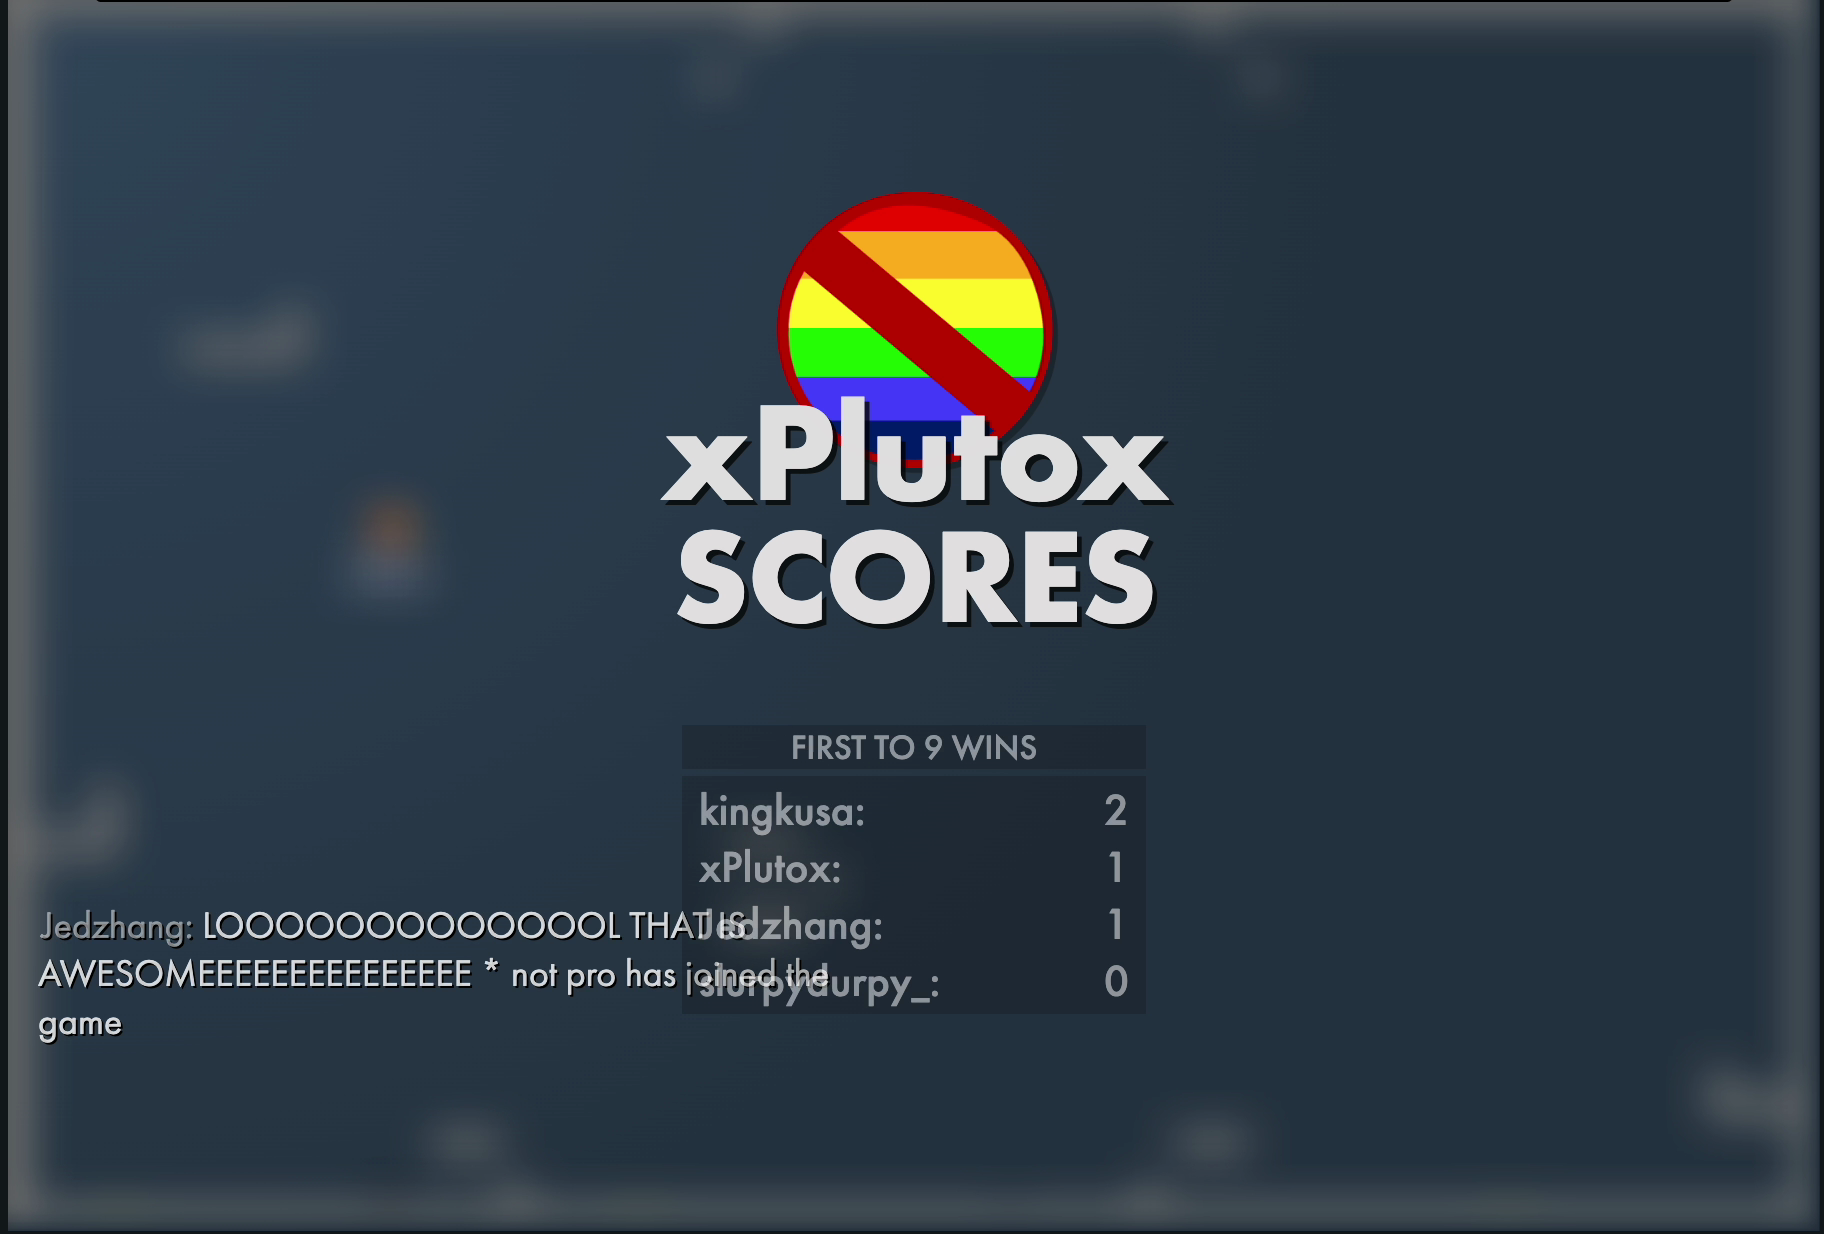 xPlutox
SCORES
FIRST TO 9 WINS
kingkusa: 2
xPlutox: 1
Jedzhang: 1
slurpydurpy_: 0
Jedzhang: LOOOOOOOOOOOOOL THAT IS
AWESOMEEEEEEEEEEEEEEE * not pro has joined the
game